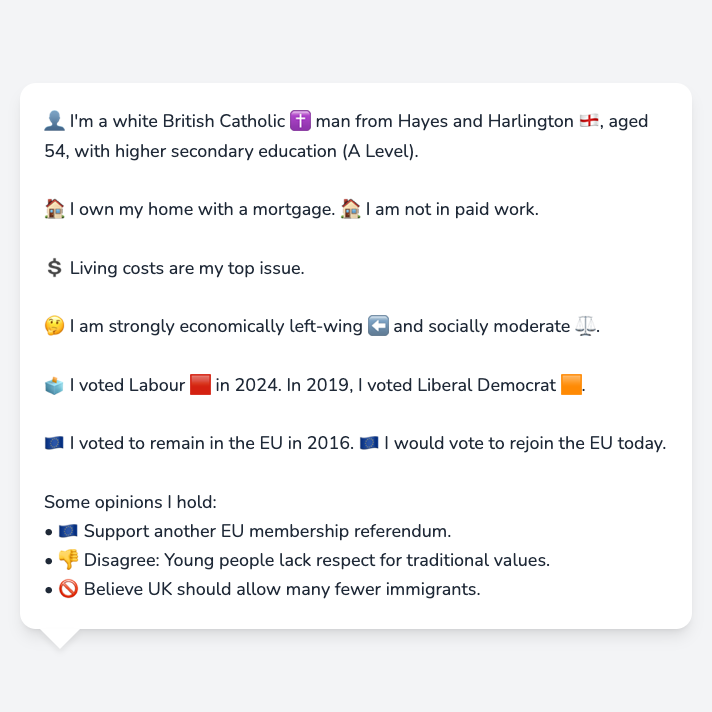 👤 I'm a white British Catholic ✝️ man from Hayes and Harlington 🏴󠁧󠁢󠁥󠁮󠁧󠁿, aged
54, with higher secondary education (A Level).
🏠 I own my home with a mortgage. 🏠 I am not in paid work.
💲 Living costs are my top issue.
🤔 I am strongly economically left-wing ⬅️ and socially moderate ⚖️.
🗳️ I voted Labour 🟥 in 2024. In 2019, I voted Liberal Democrat 🟧.
🇪🇺 I voted to remain in the EU in 2016. 🇪🇺 I would vote to rejoin the EU today.
Some opinions I hold:
• 🇪🇺 Support another EU membership referendum.
• 👎 Disagree: Young people lack respect for traditional values.
• 🚫 Believe UK should allow many fewer immigrants.